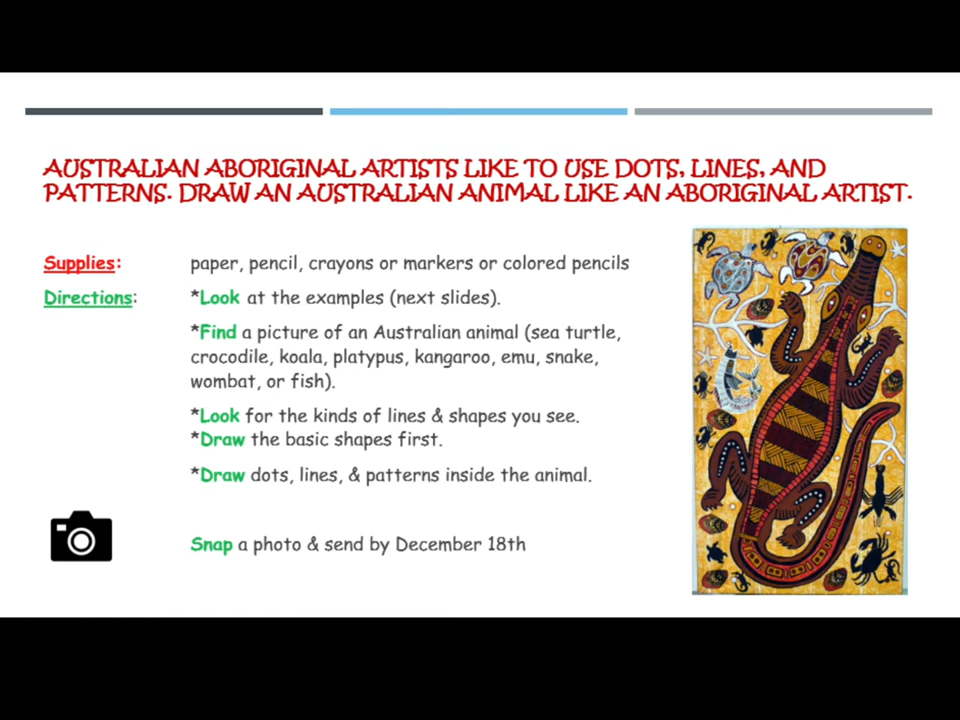 AUSTRALIAN ABORIGINAL ARTISTS LIKE TO USE DOTS, LINES, AND
PATTERNS. DRAW AN AUSTRALIAN ANIMAL LIKE AN ABORIGINAL ARTIST.
Supplies: paper, pencil, crayons or markers or colored pencils
Directions: *Look at the examples (next slides).
*Find a picture of an Australian animal (sea turtle,
crocodile, koala, platypus, kangaroo, emu, snake,
wombat, or fish).
*Look for the kinds of lines & shapes you see.
*Draw the basic shapes first.
*Draw dots, lines, & patterns inside the animal.
Snap a photo & send by December 18th